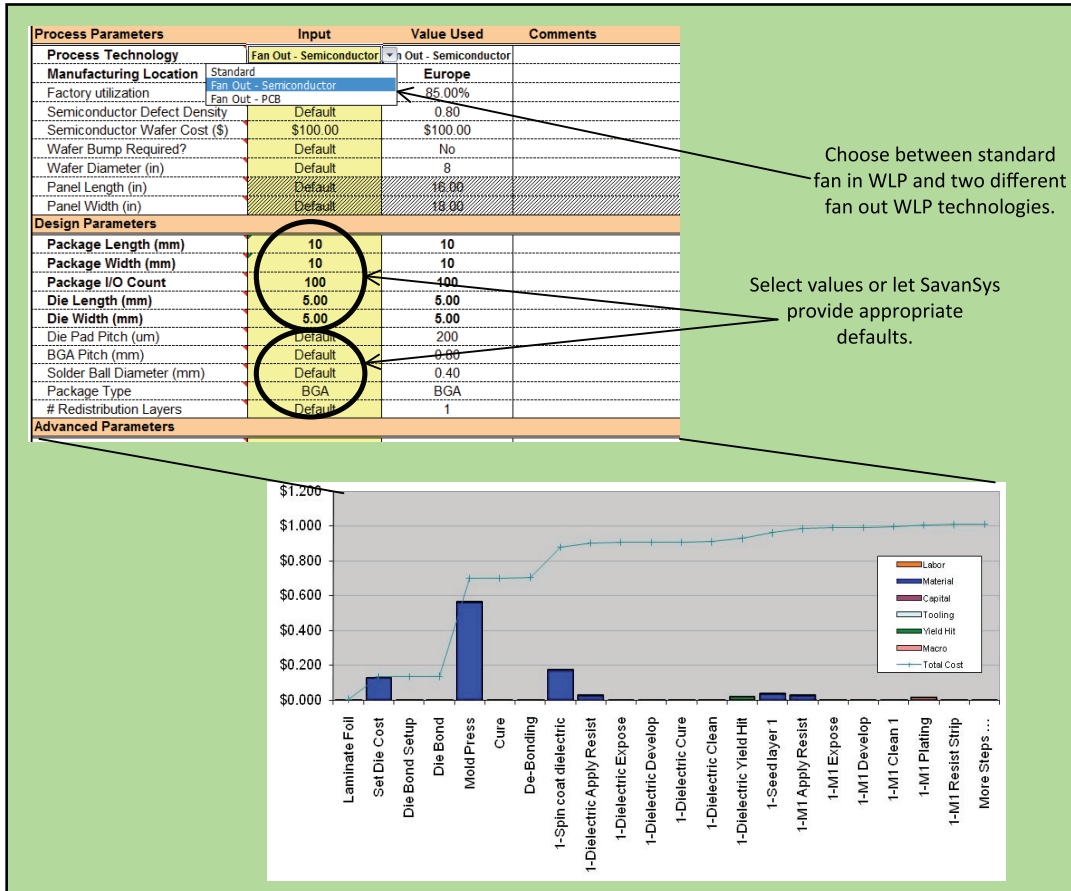 Process Parameters Input Value Used Comments
Process Technology Fan Out - Semiconductor n Out - Semiconductor
Manufacturing Location Standard Europe
Fan Out - Semiconductor
Factory utilization 85.00%
Fan Out - PCB
Semiconductor Defect Density Default 0.80
Semiconductor Wafer Cost ($) $100.00 $100.00
Wafer Bump Required? Default No
Wafer Diameter (in) Default 8
Panel Length (in) Default 16.00
Panel Width (in) Default 18.00
Design Parameters
Package Length (mm) 10 10
Package Width (mm) 10 10
Package I/O Count 100 100
Die Length (mm) 5.00 5.00
Die Width (mm) 5.00 5.00
Die Pad Pitch (um) Default 200
BGA Pitch (mm) Default 0.80
Solder Ball Diameter (mm) Default 0.40
Package Type BGA BGA
# Redistribution Layers Default 1
Advanced Parameters
Choose between standard
fan in WLP and two different
fan out WLP technologies.
Select values or let SavanSys
provide appropriate
defaults.
$1.200
$1.000
$0.800
$0.600
$0.400
$0.200
$0.000
Labor
Material
Capital
Tooling
Yield Hit
Macro
Total Cost
Laminate Foil
Set Die Cost
Die Bond Setup
Die Bond
Mold Press
Cure
De-Bonding
1-Spin coat dielectric
1-Dielectric Apply Resist
1-Dielectric Expose
1-Dielectric Develop
1-Dielectric Cure
1-Dielectric Clean
1-Dielectric Yield Hit
1-Seed layer 1
1-M1 Apply Resist
1-M1 Expose
1-M1 Develop
1-M1 Clean 1
1-M1 Plating
1-M1 Resist Strip
More Steps ...